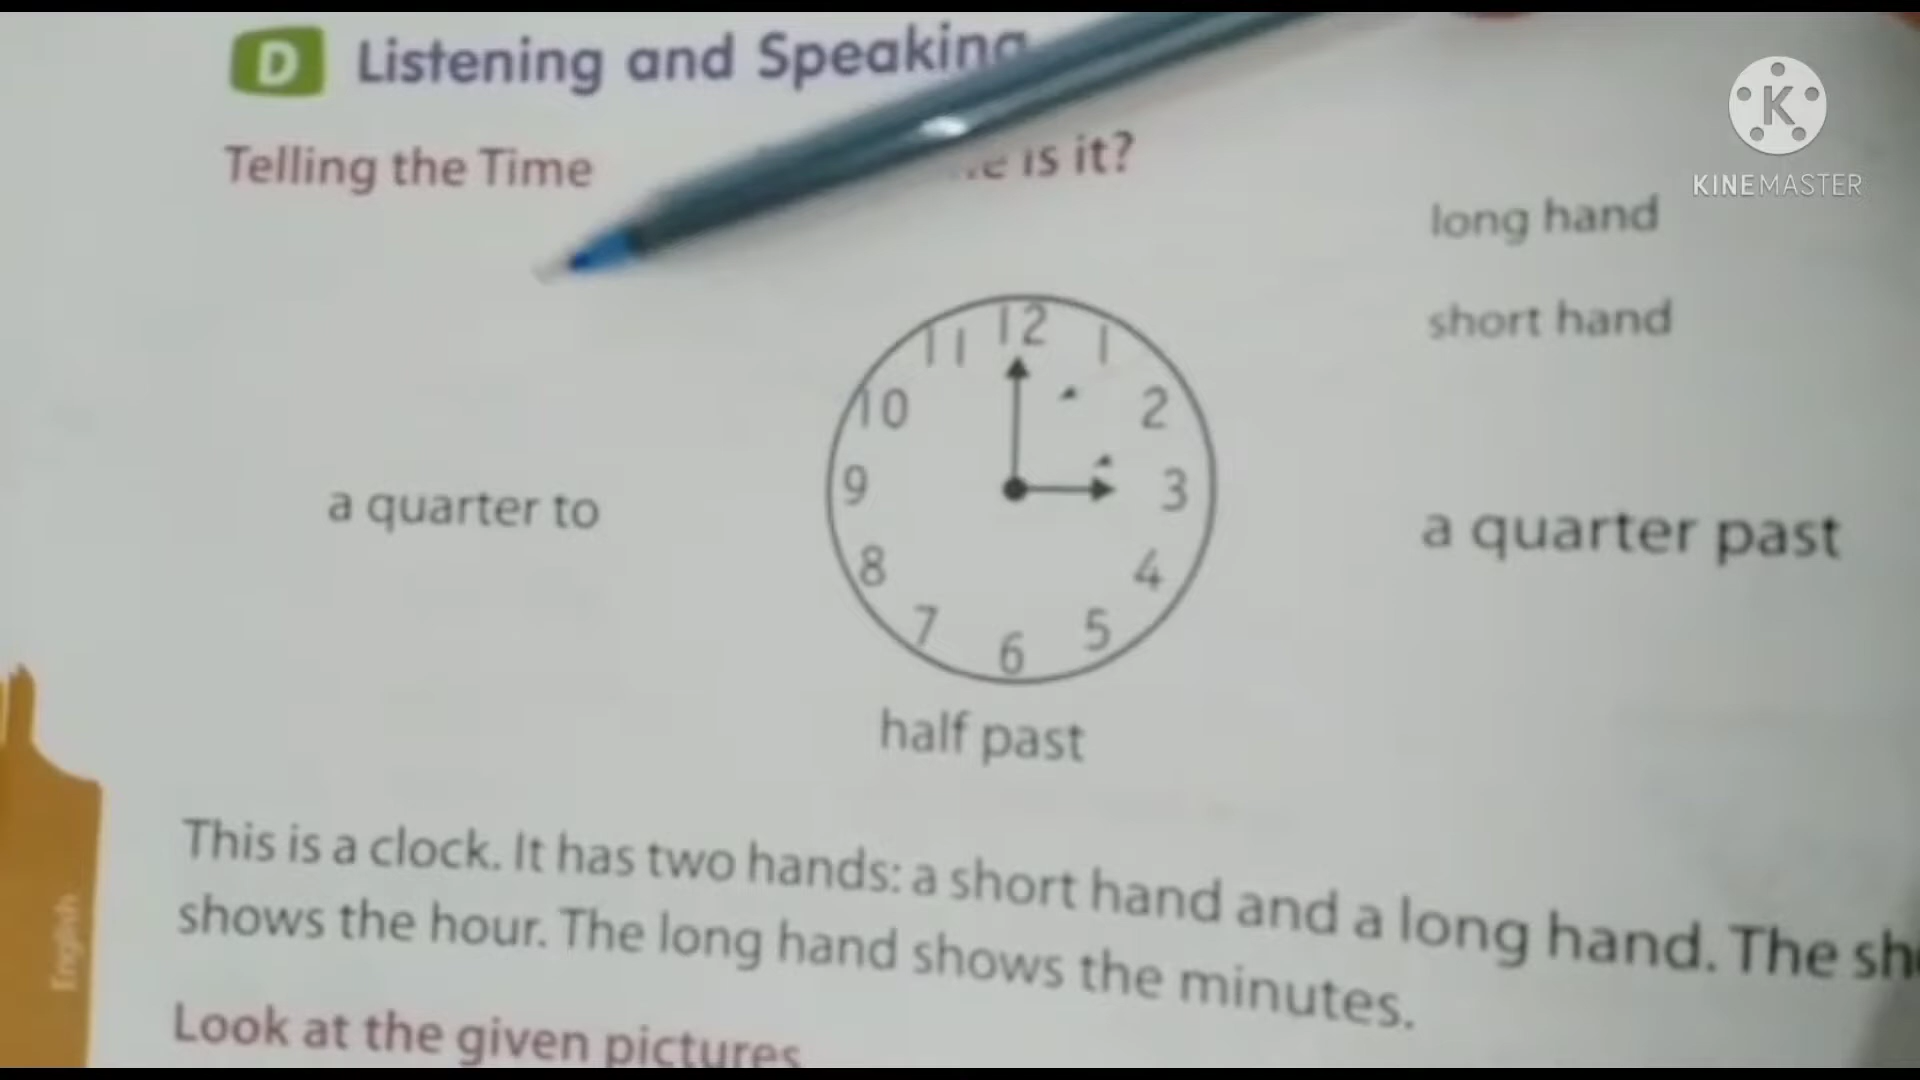 D Listening and Speaking
Telling the Time is it?
K
KINEMASTER
long hand
short hand
11 12 1
10 2
9 3
8 4
7 6 5
a quarter to
a quarter past
half past
This is a clock. It has two hands: a short hand and a long hand. The
shows the hour. The long hand shows the minutes.
English
Look at the given pictures